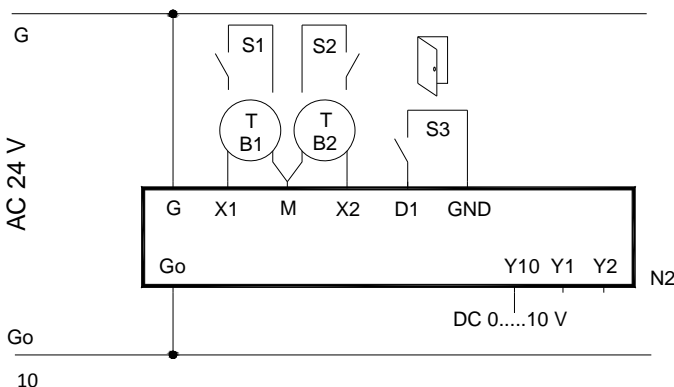 G
S1 S2
T T
B1 B2
S3
AC 24 V
G X1 M X2 D1 GND
Go Y10 Y1 Y2
N2
DC 0.....10 V
Go
10